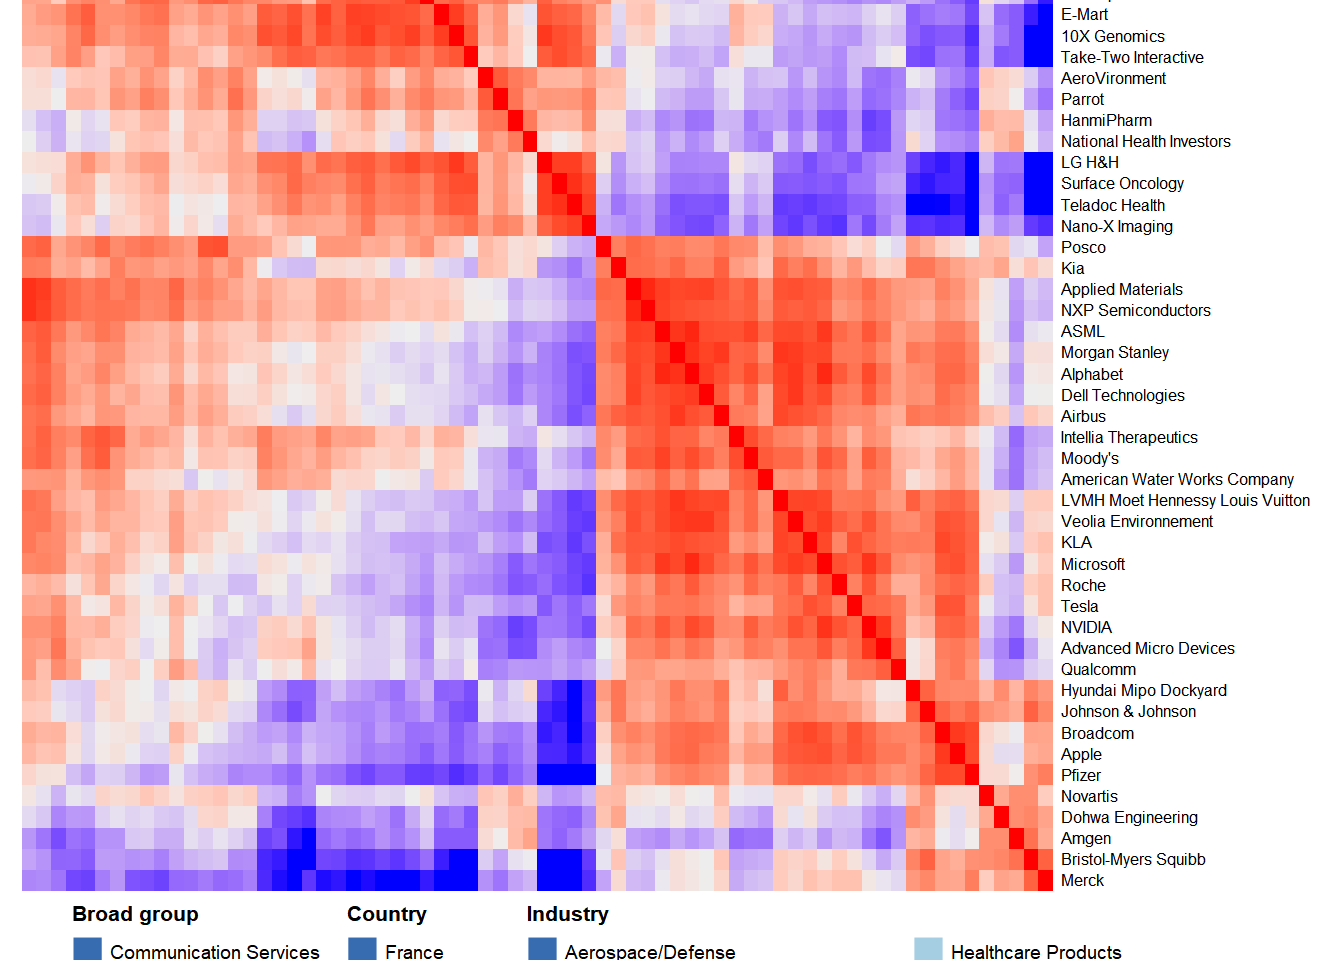 E-Mart
10X Genomics
Take-Two Interactive
AeroVironment
Parrot
HanmiPharm
National Health Investors
LG H&H
Surface Oncology
Teladoc Health
Nano-X Imaging
Posco
Kia
Applied Materials
NXP Semiconductors
ASML
Morgan Stanley
Alphabet
Dell Technologies
Airbus
Intellia Therapeutics
Moody's
American Water Works Company
LVMH Moet Hennessy Louis Vuitton
Veolia Environnement
KLA
Microsoft
Roche
Tesla
NVIDIA
Advanced Micro Devices
Qualcomm
Hyundai Mipo Dockyard
Johnson & Johnson
Broadcom
Apple
Pfizer
Novartis
Dohwa Engineering
Amgen
Bristol-Myers Squibb
Merck
Broad group Country Industry
Communication Services France Aerospace/Defense Healthcare Products